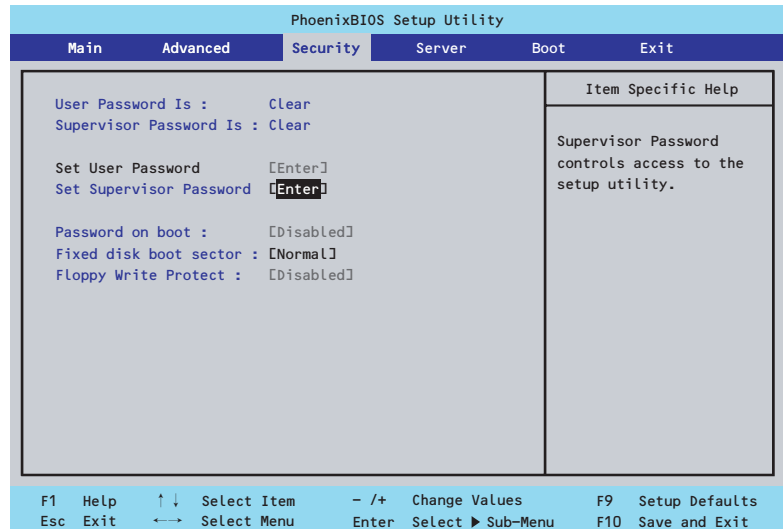 PhoenixBIOS Setup Utility
Main Advanced Security Server Boot Exit
Item Specific Help
User Password Is : Clear
Supervisor Password Is : Clear
Supervisor Password
controls access to the
setup utility.
Set User Password [Enter]
Set Supervisor Password [Enter]
Password on boot : [Disabled]
Fixed disk boot sector : [Normal]
Floppy Write Protect : [Disabled]
F1 Help ↑↓ Select Item - /+ Change Values F9 Setup Defaults
Esc Exit ←→ Select Menu Enter Select ▶ Sub-Menu F10 Save and Exit